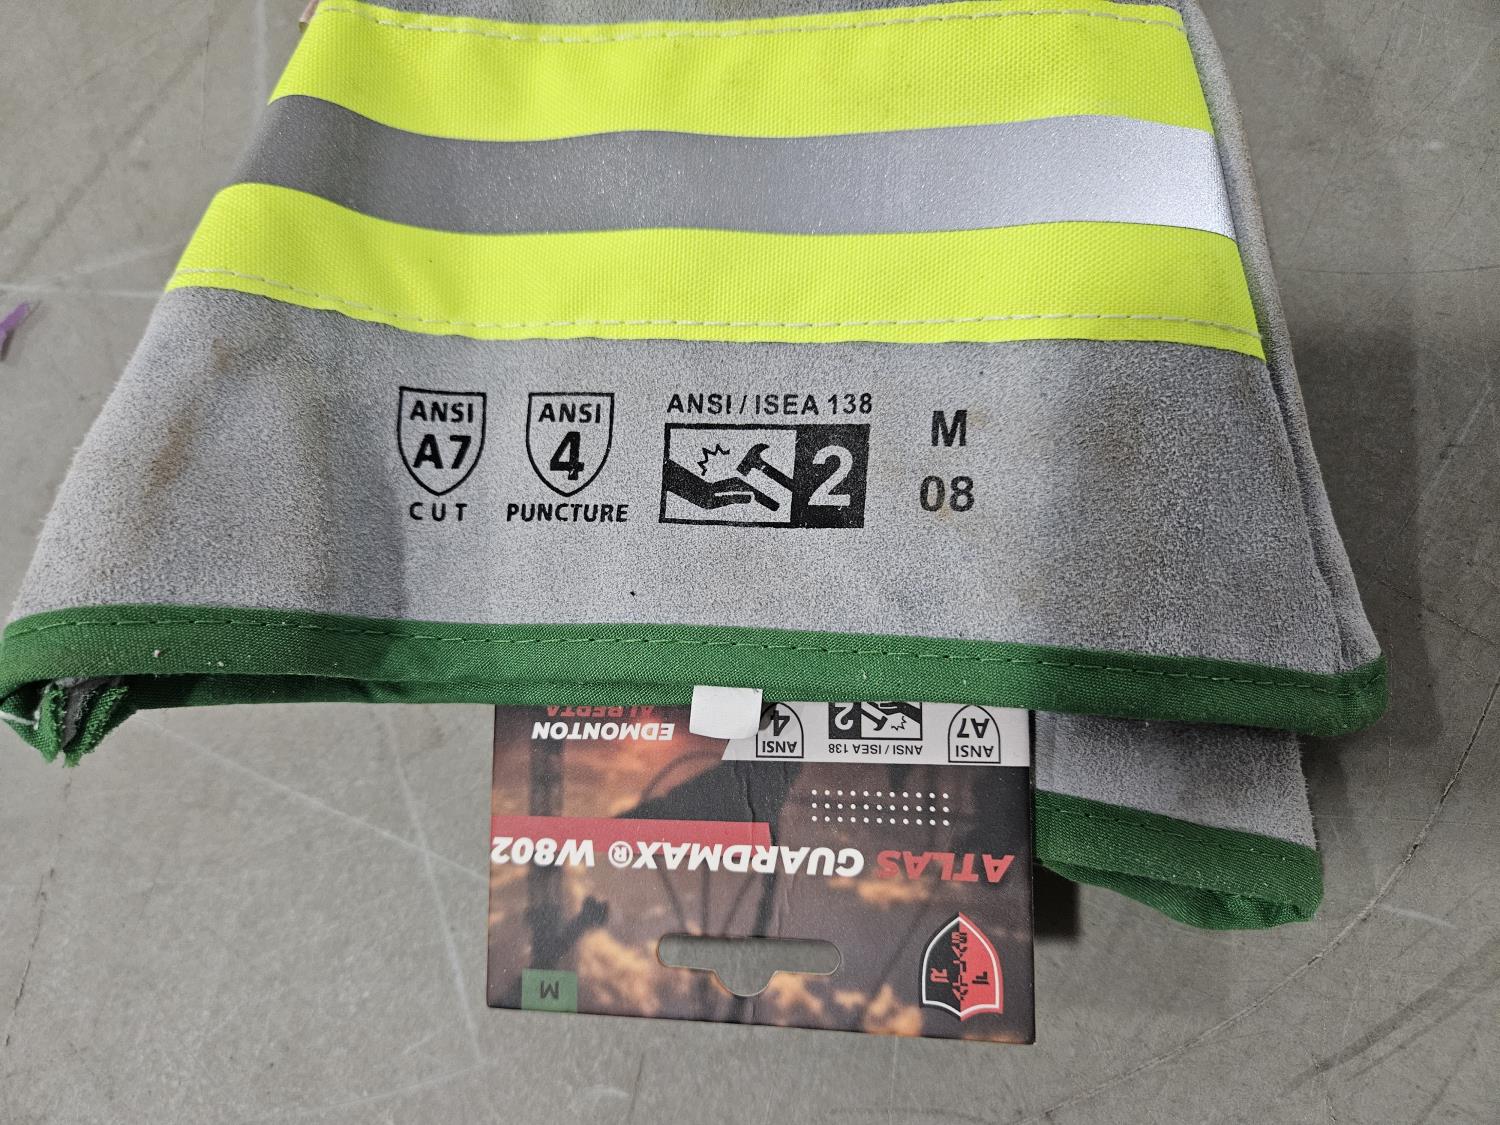 ANSI
A7
CUT
ANSI
4
PUNCTURE
ANSI / ISEA 138
2
M
08
ATLAS GUARDMAX® W802
M
ANSI
A7
ANSI / ISEA 138
2
ANSI
4
EDMONTON
ALBERTA